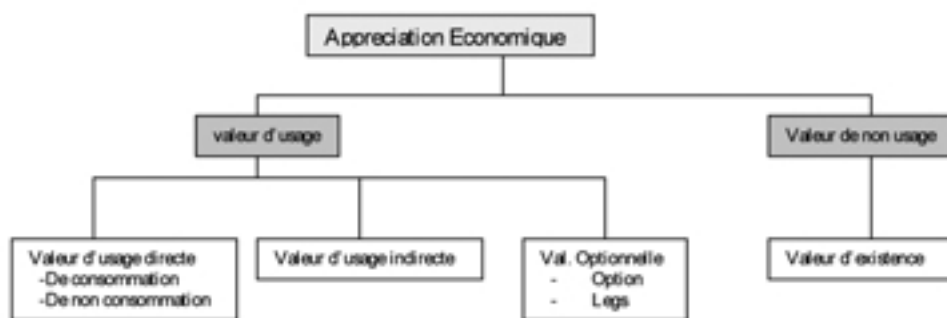 Appreciation Economique
valeur d'usage
Valeur de non usage
Valeur d'usage directe
-De consommation
-De non consommation
Valeur d'usage indirecte
Val. Optionnelle
- Option
- Legs
Valeur d'existence